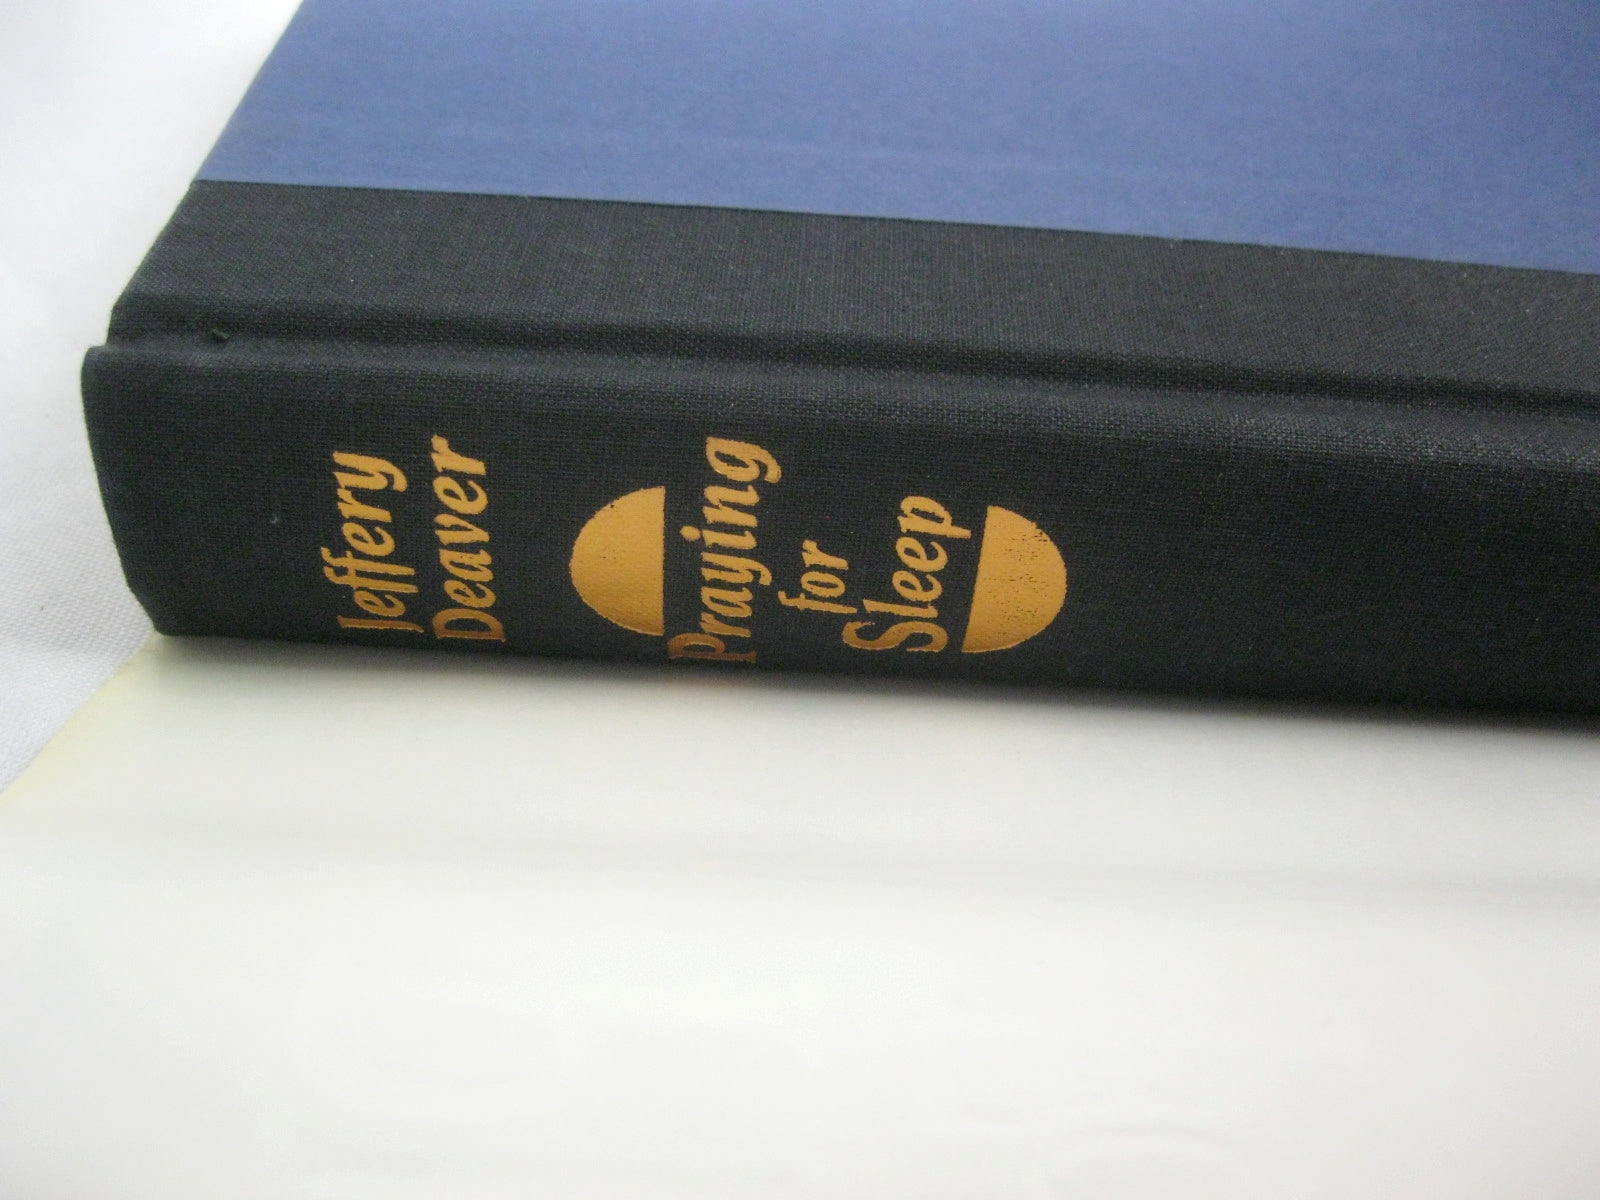 Jeffery
Deaver
Praying
for
Sleep